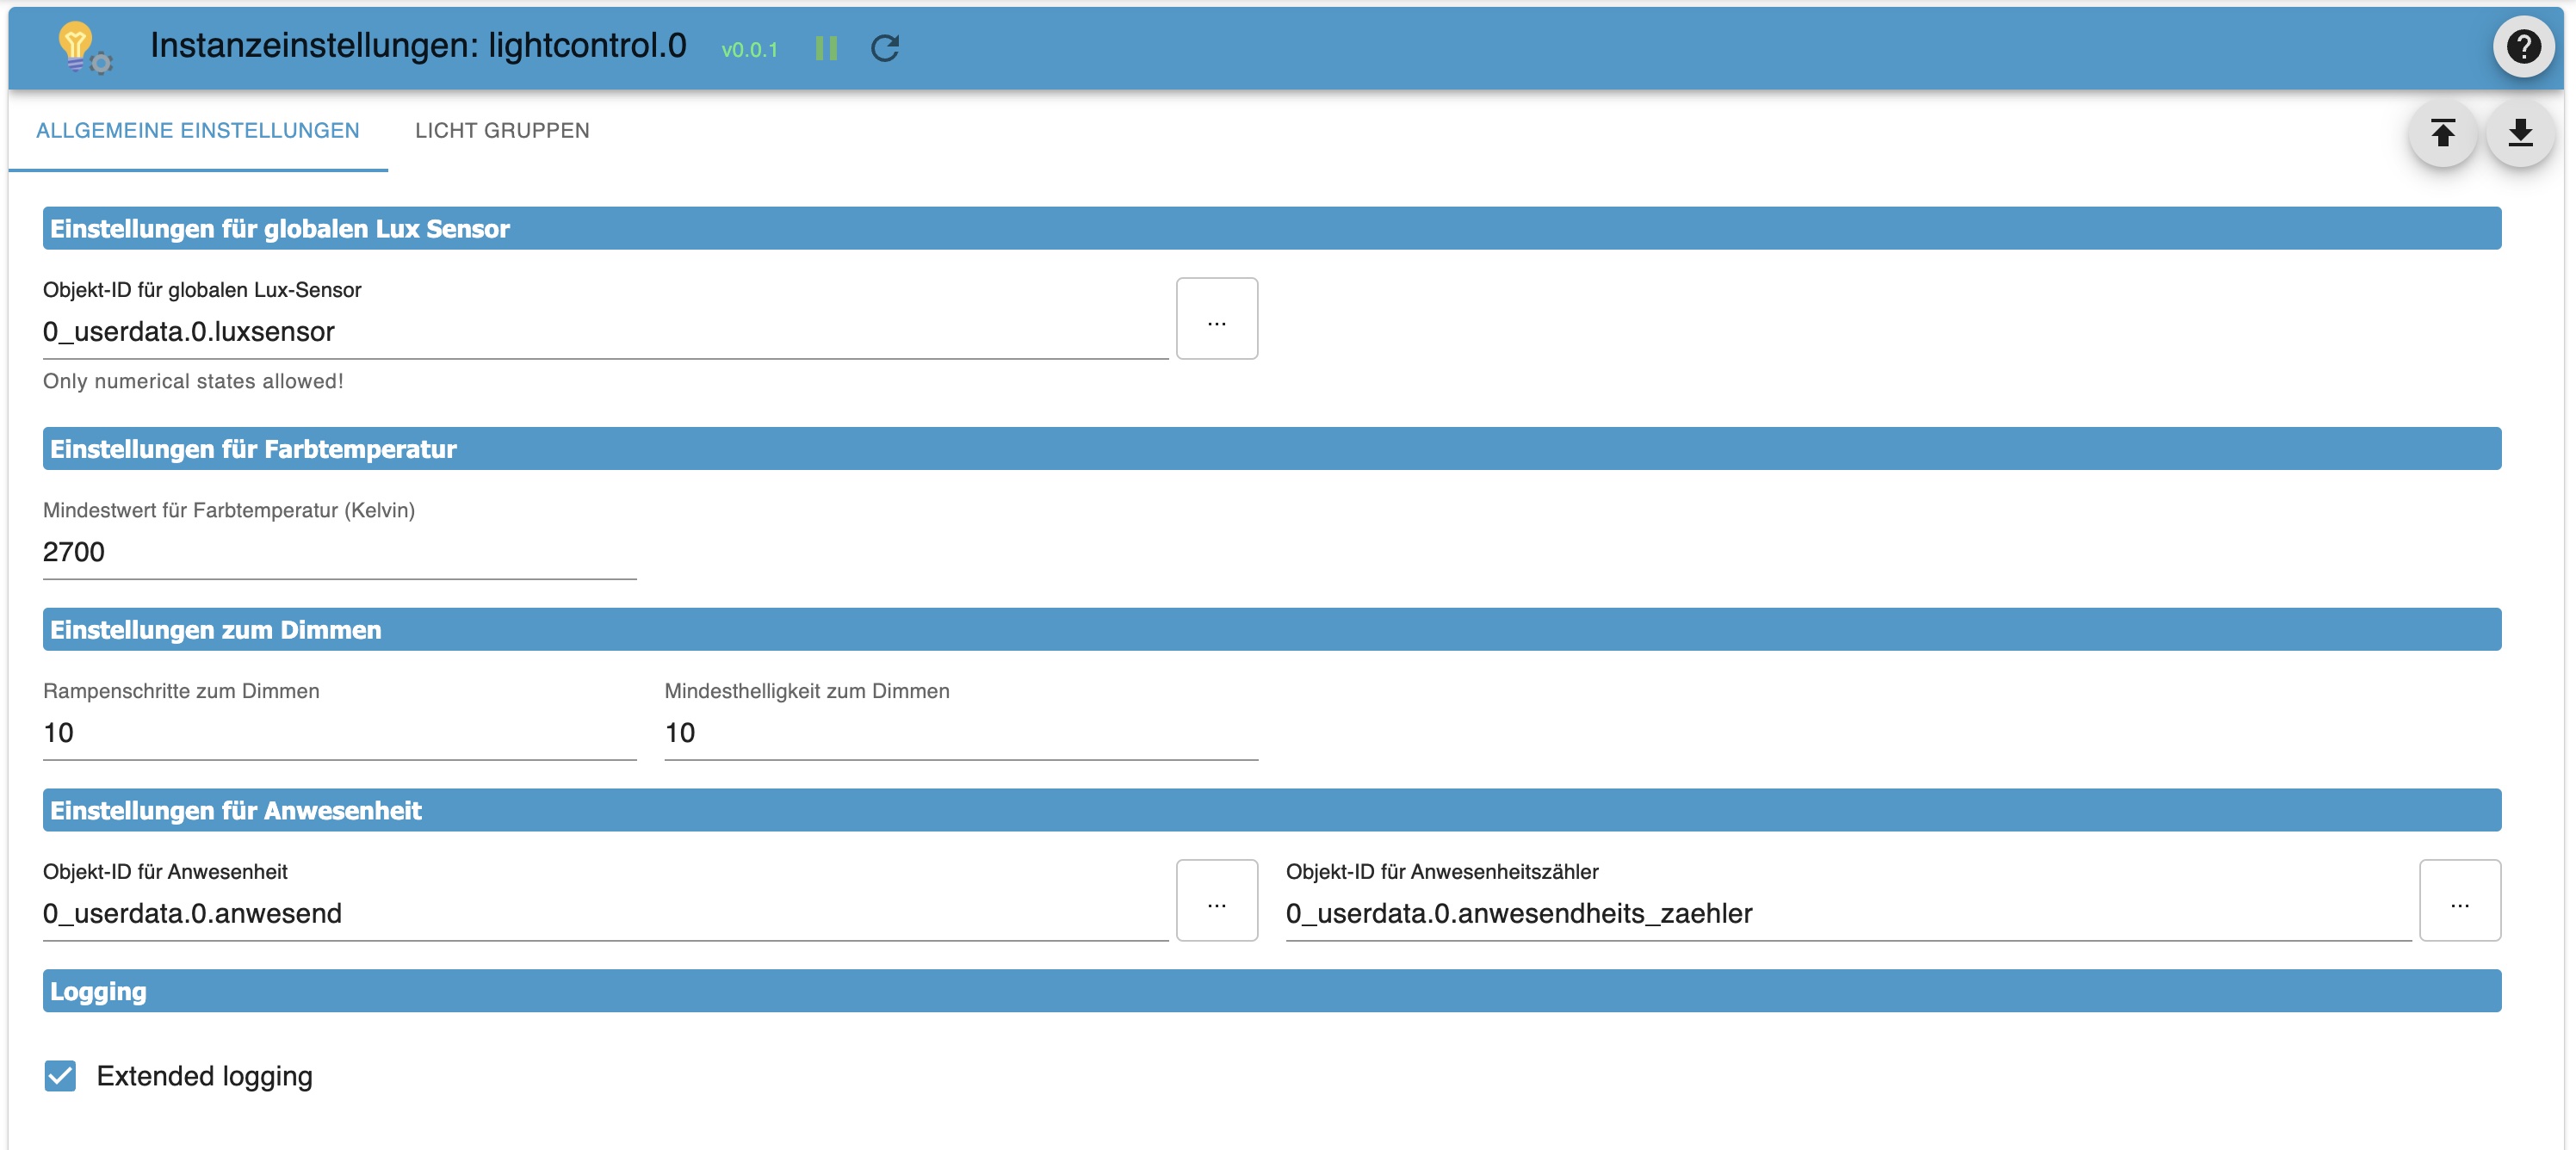 Instanzeinstellungen: lightcontrol.0 v0.0.1
ALLGEMEINE EINSTELLUNGEN LICHT GRUPPEN
Einstellungen für globalen Lux Sensor
Objekt-ID für globalen Lux-Sensor
0_userdata.0.luxsensor ...
Only numerical states allowed!
Einstellungen für Farbtemperatur
Mindestwert für Farbtemperatur (Kelvin)
2700
Einstellungen zum Dimmen
Rampenschritte zum Dimmen Mindesthelligkeit zum Dimmen
10 10
Einstellungen für Anwesenheit
Objekt-ID für Anwesenheit Objekt-ID für Anwesenheitszähler
0_userdata.0.anwesend ... 0_userdata.0.anwesendheits_zaehler ...
Logging
Extended logging